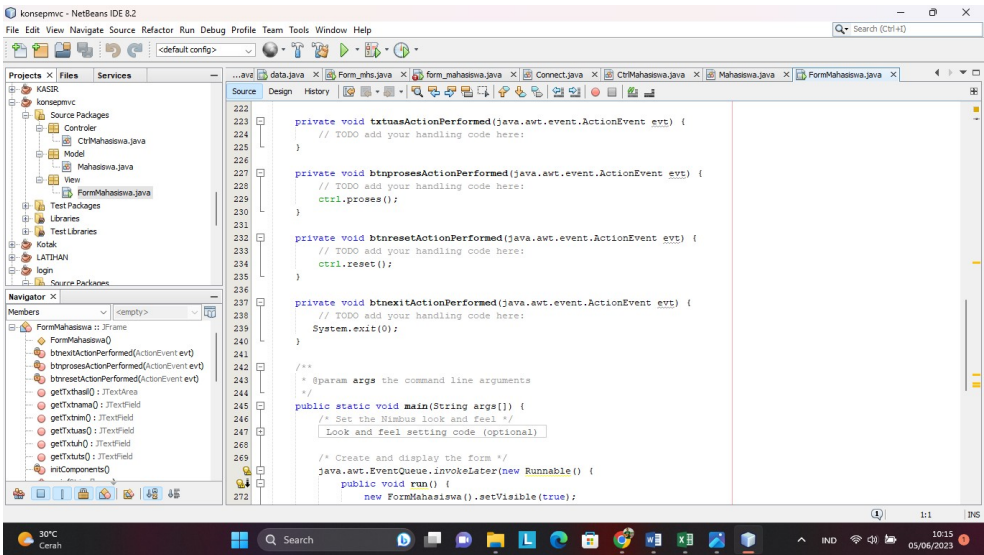 konsepmvc - NetBeans IDE 8.2
File Edit View Navigate Source Refactor Run Debug Profile Team Tools Window Help
Search (Ctrl+I)
<default config>
Projects Files Services
...ava data.java Form_mhs.java form_mahasiswa.java Connect.java CtrlMahasiswa.java Mahasiswa.java FormMahasiswa.java
Source Design History
KASIR
konsepmvc
Source Packages
Controler
CtrlMahasiswa.java
Model
Mahasiswa.java
View
FormMahasiswa.java
Test Packages
Libraries
Test Libraries
Kotak
LATIHAN
login
Source Packages
Navigator
Members <empty>
FormMahasiswa :: JFrame
FormMahasiswa()
btnexitActionPerformed(ActionEvent evt)
btnprosesActionPerformed(ActionEvent evt)
btnresetActionPerformed(ActionEvent evt)
getTxthasil() : JTextArea
getTxtnama() : JTextField
getTxtnim() : JTextField
getTxtuas() : JTextField
getTxtuh() : JTextField
getTxtuts() : JTextField
initComponents()
222
223 private void txtuasActionPerformed(java.awt.event.ActionEvent evt) {
224 // TODO add your handling code here:
225 }
226
227 private void btnprosesActionPerformed(java.awt.event.ActionEvent evt) {
228 // TODO add your handling code here:
229 ctrl.proses();
230 }
231
232 private void btnresetActionPerformed(java.awt.event.ActionEvent evt) {
233 // TODO add your handling code here:
234 ctrl.reset();
235 }
236
237 private void btnexitActionPerformed(java.awt.event.ActionEvent evt) {
238 // TODO add your handling code here:
239 System.exit(0);
240 }
241
242 /**
243 * @param args the command line arguments
244 */
245 public static void main(String args[]) {
246 /* Set the Nimbus look and feel */
247 Look and feel setting code (optional)
268
269 /* Create and display the form */
java.awt.EventQueue.invokeLater(new Runnable() {
public void run() {
272 new FormMahasiswa().setVisible(true);
1:1 INS
30°C
Cerah
Search
IND
10:15
05/06/2023